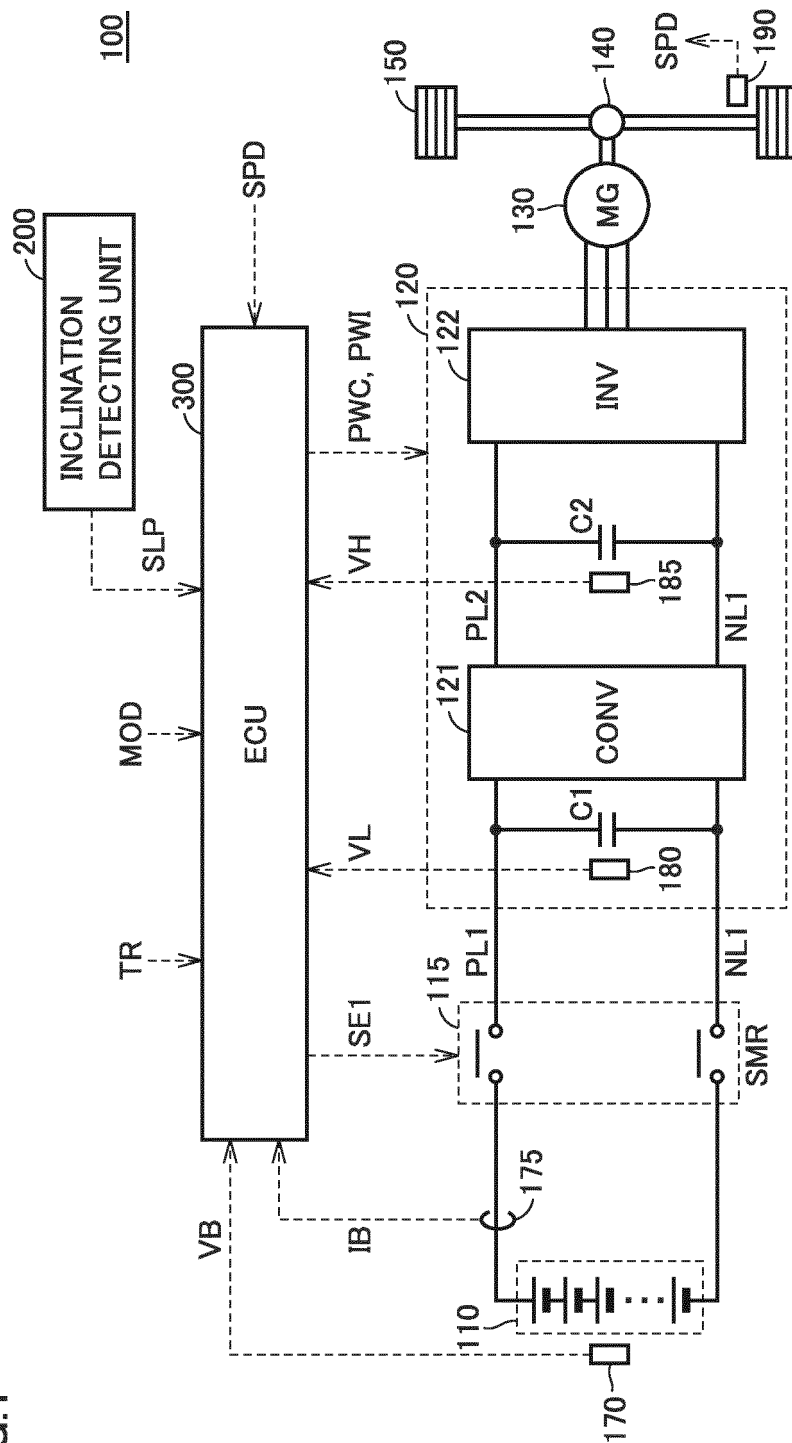 100
200
INCLINATION
DETECTING UNIT
SLP
MOD
TR
SPD
300
ECU
VB
IB
SE1
VL
VH
PWC, PWI
120
115
PL1
121
PL2
122
130
140
150
110
175
C1
CONV
C2
INV
MG
170
180
185
SPD
190
SMR
NL1
NL1